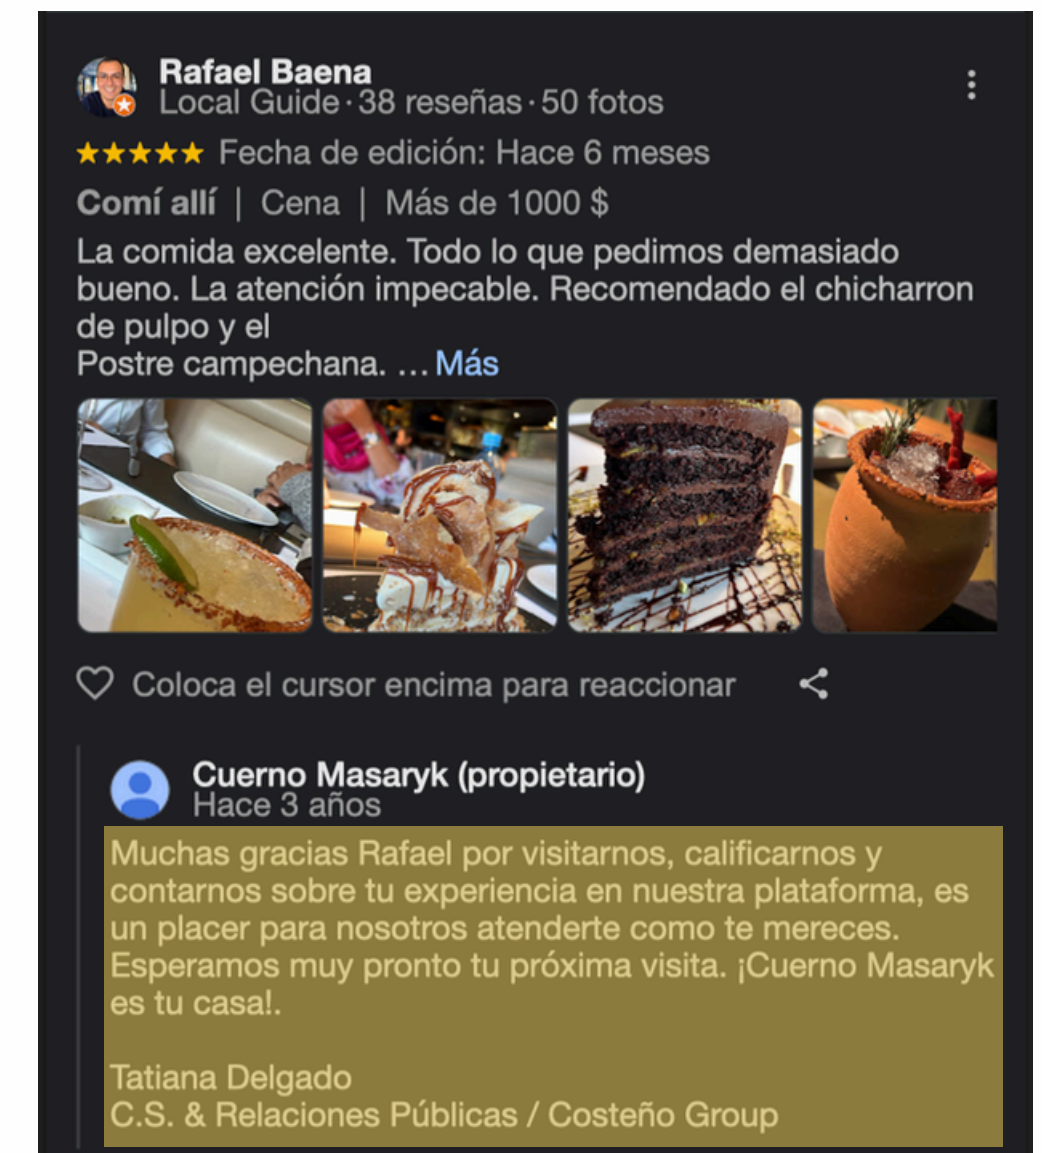 Rafael Baena
Local Guide · 38 reseñas · 50 fotos
Fecha de edición: Hace 6 meses
Comí allí | Cena | Más de 1000 $
La comida excelente. Todo lo que pedimos demasiado
bueno. La atención impecable. Recomendado el chicharron
de pulpo y el
Postre campechana. … Más
Coloca el cursor encima para reaccionar
Cuerno Masaryk (propietario)
Hace 3 años
Muchas gracias Rafael por visitarnos, calificarnos y
contarnos sobre tu experiencia en nuestra plataforma, es
un placer para nosotros atenderte como te mereces.
Esperamos muy pronto tu próxima visita. ¡Cuerno Masaryk
es tu casa!.
Tatiana Delgado
C.S. & Relaciones Públicas / Costeño Group